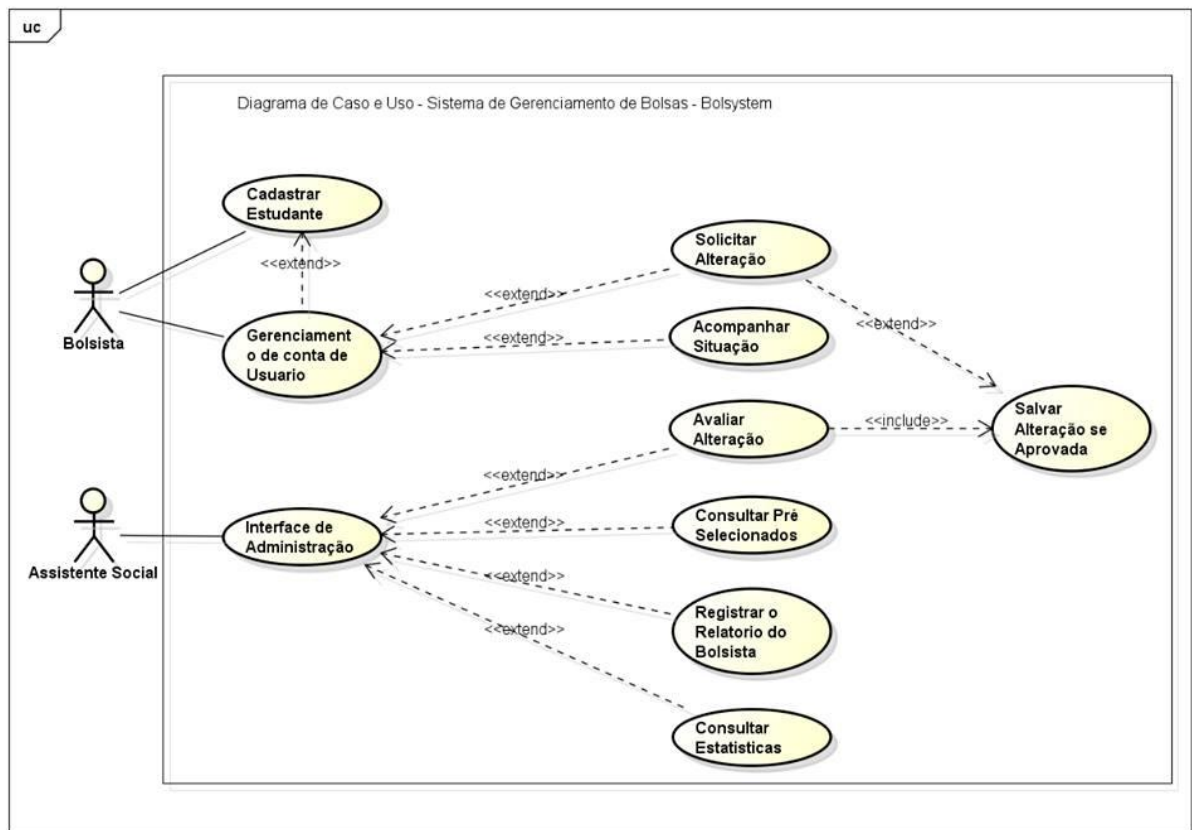 uc
Diagrama de Caso e Uso - Sistema de Gerenciamento de Bolsas - Bolsystem
Cadastrar
Estudante
<<extend>>
Bolsista
Gerenciament
o de conta de
Usuario
Solicitar
Alteração
<<extend>>
<<extend>>
Acompanhar
Situação
<<extend>>
Avaliar
Alteração
<<include>>
Salvar
Alteração se
Aprovada
<<extend>>
Assistente Social
Interface de
Administração
Consultar Pré
Selecionados
<<extend>>
<<extend>>
Registrar o
Relatorio do
Bolsista
<<extend>>
Consultar
Estatisticas